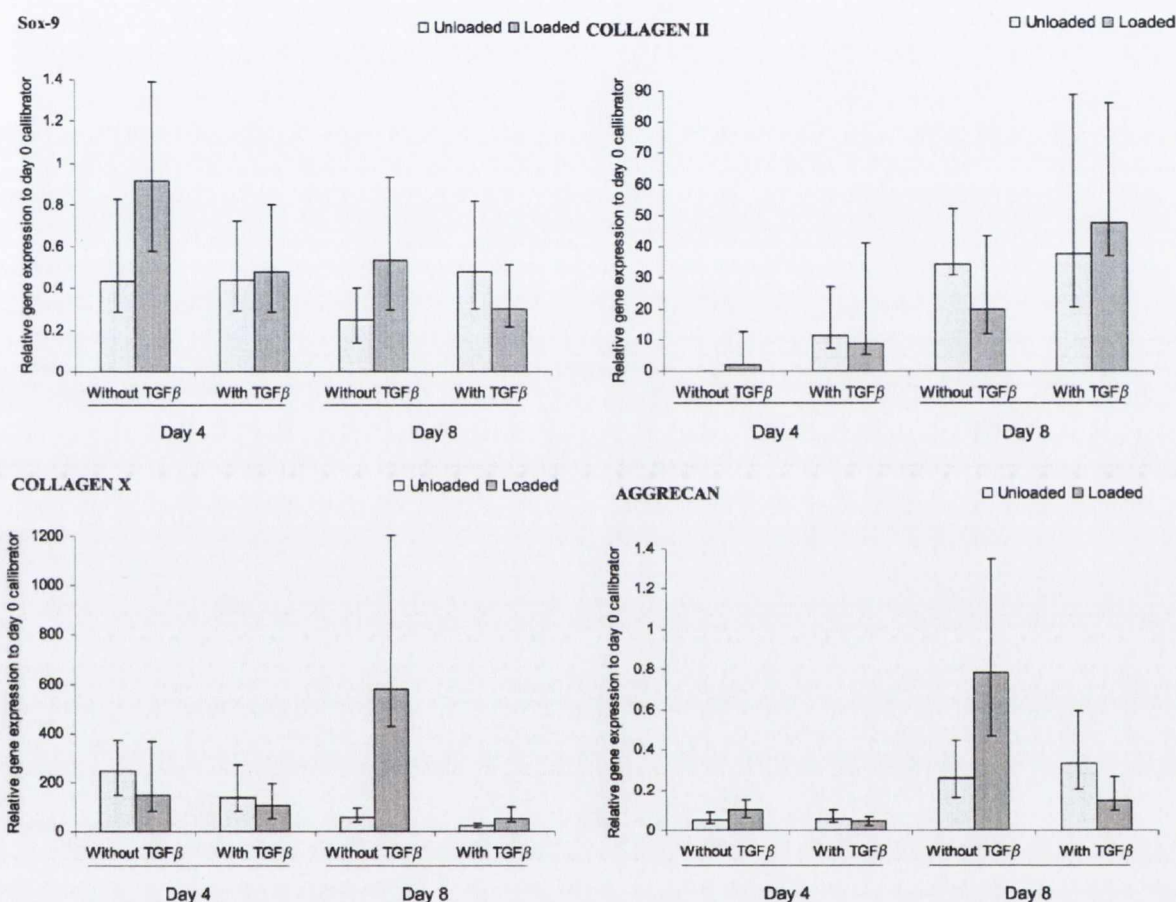 Sox-9
Unloaded Loaded
Relative gene expression to day 0 callibrator
1.4
1.2
1
0.8
0.6
0.4
0.2
0
Without TGFβ With TGFβ Without TGFβ With TGFβ
Day 4 Day 8
COLLAGEN II
Unloaded Loaded
Relative gene expression to day 0 callibrator
90
80
70
60
50
40
30
20
10
0
Without TGFβ With TGFβ Without TGFβ With TGFβ
Day 4 Day 8
COLLAGEN X
Unloaded Loaded
Relative gene expression to day 0 callibrator
1200
1000
800
600
400
200
0
Without TGFβ With TGFβ Without TGFβ With TGFβ
Day 4 Day 8
AGGRECAN
Unloaded Loaded
Relative gene expression to day 0 callibrator
1.4
1.2
1
0.8
0.6
0.4
0.2
0
Without TGFβ With TGFβ Without TGFβ With TGFβ
Day 4 Day 8